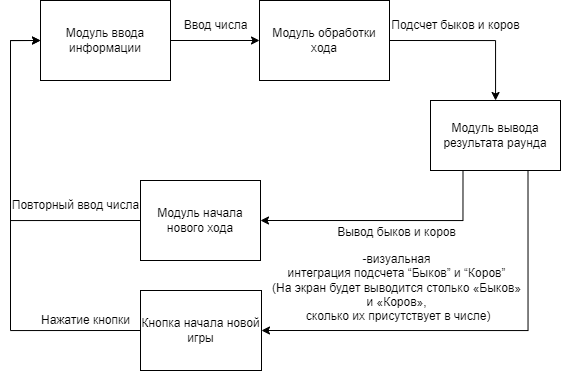 Модуль ввода
информации
Ввод числа
Модуль обработки
хода
Подсчет быков и коров
Модуль вывода
результата раунда
Повторный ввод числа
Модуль начала
нового хода
Вывод быков и коров
-визуальная
интеграция подсчета “Быков” и “Коров”
(На экран будет выводится столько «Быков»
и «Коров»,
сколько их присутствует в числе)
Нажатие кнопки
Кнопка начала новой
игры